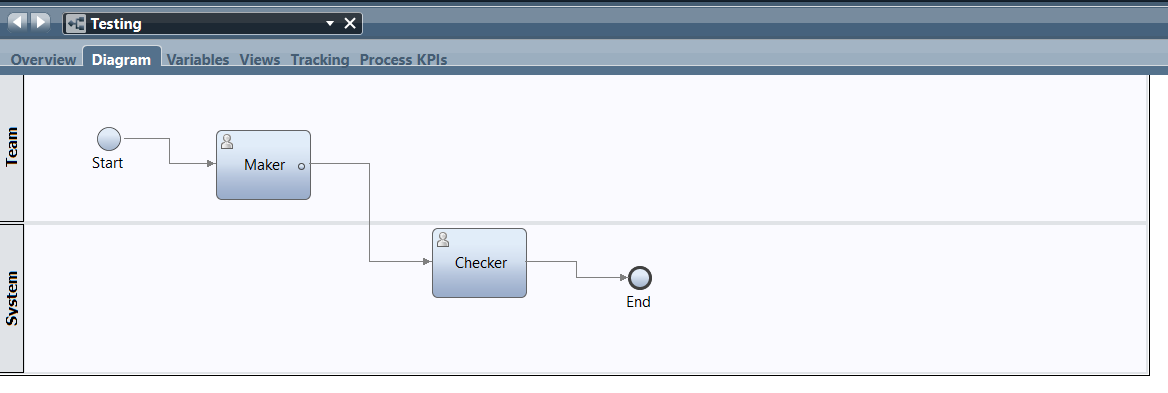 Testing
Overview Diagram Variables Views Tracking Process KPIs
Team
Start
Maker
System
Checker
End